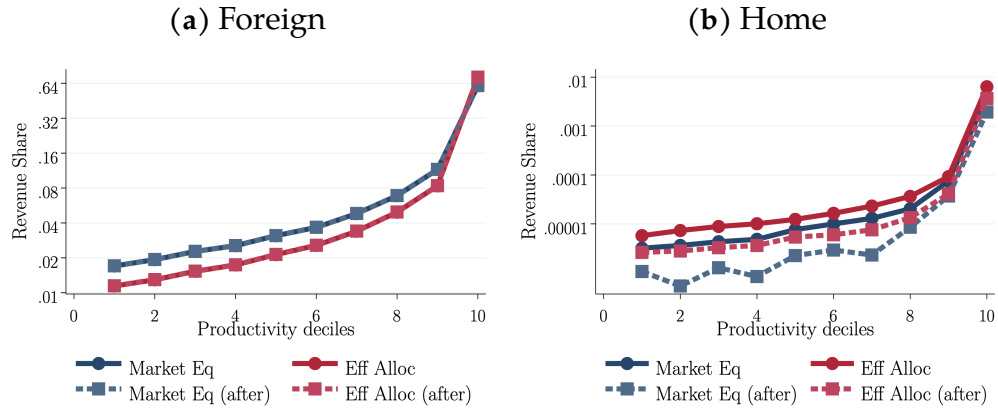 (a) Foreign
Revenue Share
.64
.32
.16
.08
.04
.02
.01
0 2 4 6 8 10
Productivity deciles
Market Eq Eff Alloc
Market Eq (after) Eff Alloc (after)
(b) Home
Revenue Share
.01
.001
.0001
.00001
0 2 4 6 8 10
Productivity deciles
Market Eq Eff Alloc
Market Eq (after) Eff Alloc (after)